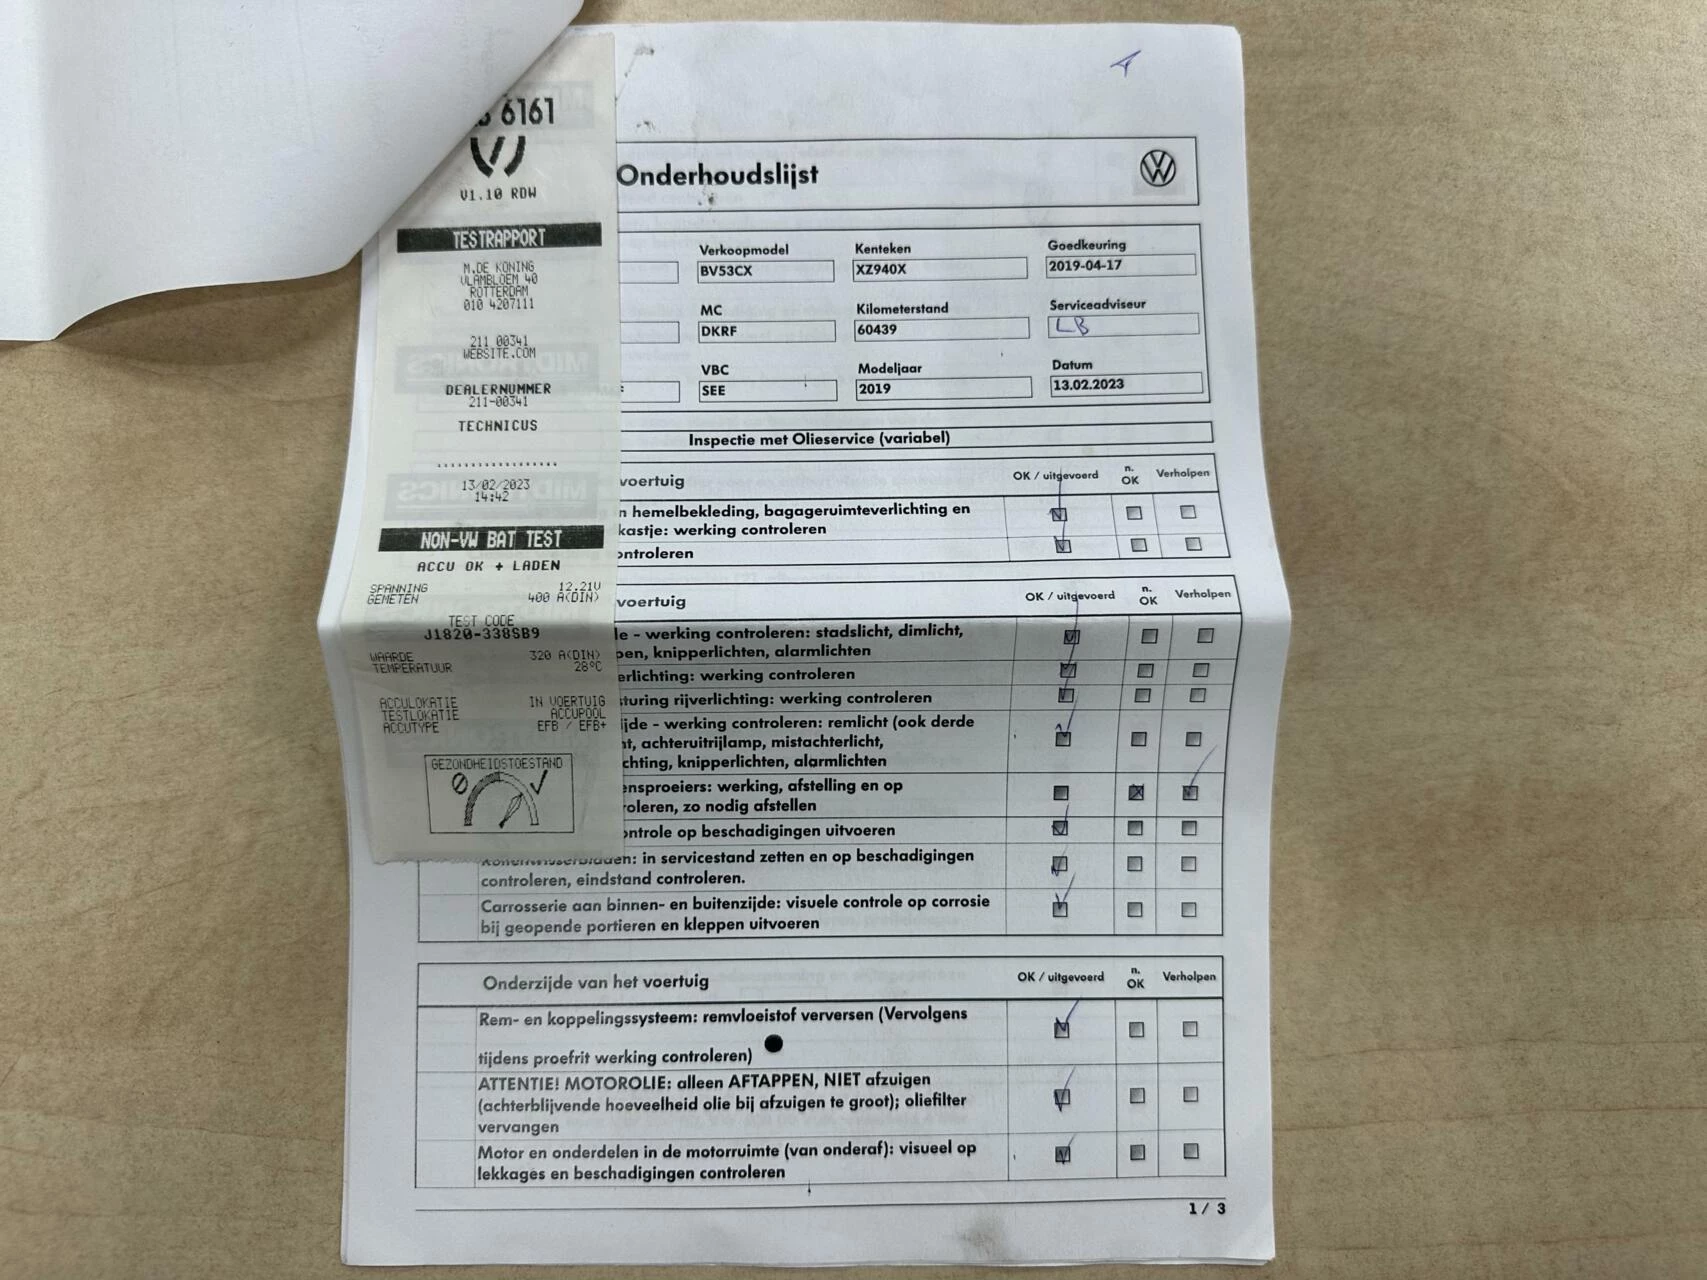 6161
V1.10 RDW
TESTRAPPORT
M.DE KONING
VLAMBLOEM 40
ROTTERDAM
010 4207111
211 00341
WEBSITE.COM
DEALERNUMMER
211-00341
TECHNICUS
..................
13/02/2023
14:42
NON-VW BAT TEST
ACCU OK + LADEN
SPANNING 12.21V
GEMETEN 400 A(DIN)
TEST CODE
J1820-338SB9
WAARDE 320 A(DIN)
TEMPERATUUR 28°C
ACCULOKATIE IN VOERTUIG
TESTLOKATIE ACCUPOOL
ACCUTYPE EFB / EFB+
GEZONDHEIDSTOESTAND
Onderhoudslijst
Verkoopmodel Kenteken Goedkeuring
BV53CX XZ940X 2019-04-17
MC Kilometerstand Serviceadviseur
DKRF 60439 LB
VBC Modeljaar Datum
SEE 2019 13.02.2023
Inspectie met Olieservice (variabel)
voertuig OK / uitgevoerd n. OK Verholpen
n hemelbekleding, bagageruimteverlichting en
kastje: werking controleren
ontroleren
voertuig OK / uitgevoerd n. OK Verholpen
le - werking controleren: stadslicht, dimlicht,
pen, knipperlichten, alarmlichten
erlichting: werking controleren
sturing rijverlichting: werking controleren
ijde - werking controleren: remlicht (ook derde
ht, achteruitrijlamp, mistachterlicht,
chting, knipperlichten, alarmlichten
ensproeiers: werking, afstelling en op
roleren, zo nodig afstellen
ontrole op beschadigingen uitvoeren
in servicestand zetten en op beschadigingen
controleren, eindstand controleren.
Carrosserie aan binnen- en buitenzijde: visuele controle op corrosie
bij geopende portieren en kleppen uitvoeren
Onderzijde van het voertuig OK / uitgevoerd n. OK Verholpen
Rem- en koppelingssysteem: remvloeistof verversen (Vervolgens
tijdens proefrit werking controleren)
ATTENTIE! MOTOROLIE: alleen AFTAPPEN, NIET afzuigen
(achterblijvende hoeveelheid olie bij afzuigen te groot); oliefilter
vervangen
Motor en onderdelen in de motorruimte (van onderaf): visueel op
lekkages en beschadigingen controleren
1 / 3